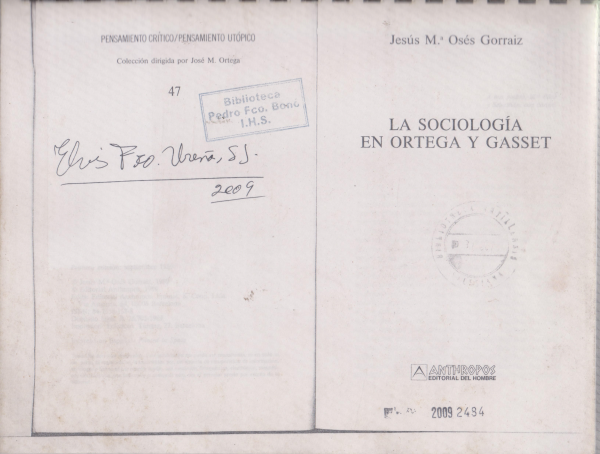 PENSAMIENTO CRÍTICO/PENSAMIENTO UTÓPICO
Colección dirigida por José M. Ortega
47
Biblioteca
Pedro Fco. Bonó,
I.H.S.
Elvis Fco. Ureña, S.J.
2009
Jesús M.ª Osés Gorraiz
LA SOCIOLOGÍA
EN ORTEGA Y GASSET
ANTHROPOS
EDITORIAL DEL HOMBRE
2009 2494